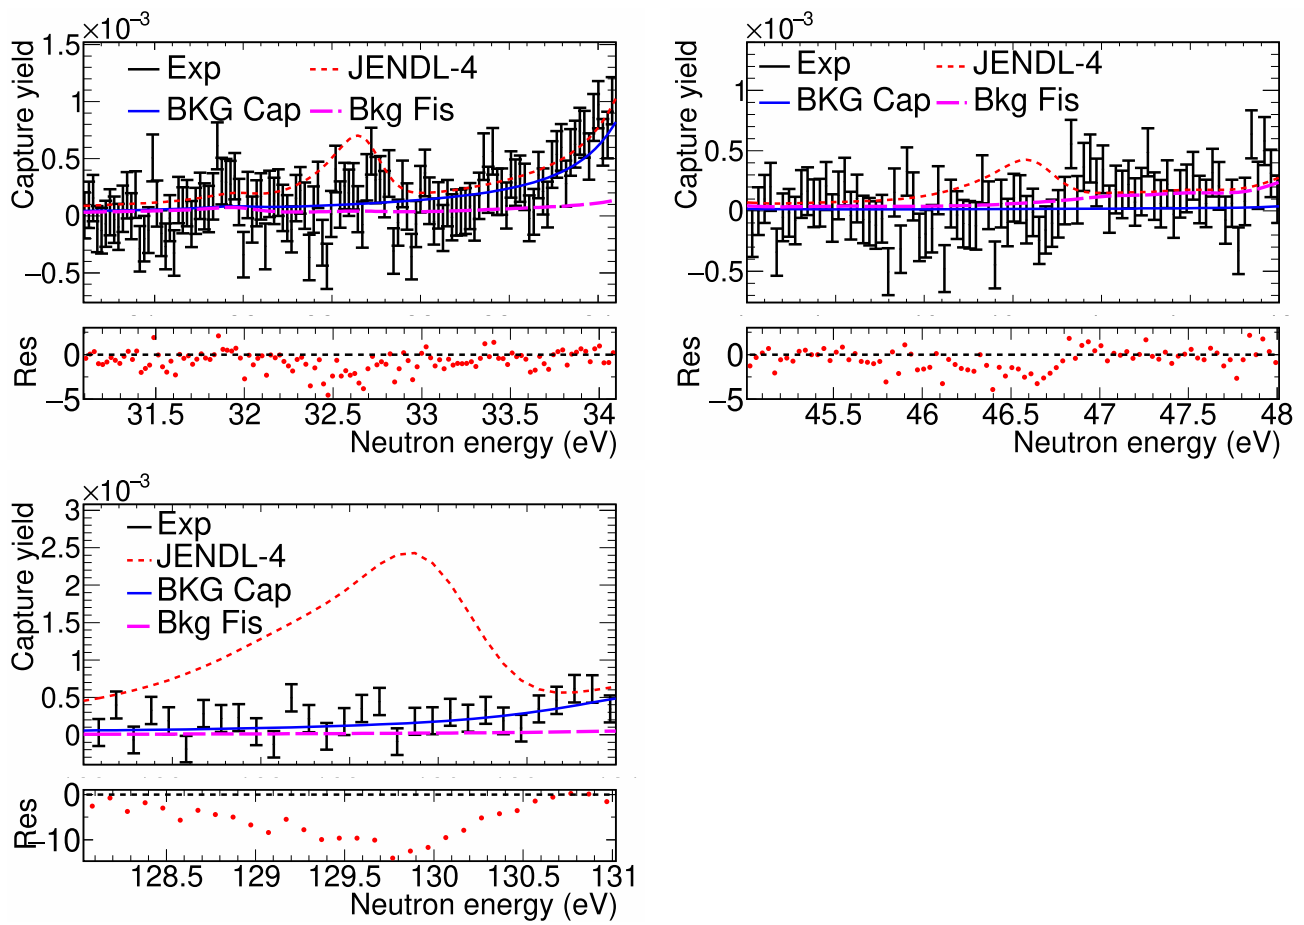 ×10⁻³
Capture yield
1.5
1
0.5
0
−0.5
Exp
JENDL-4
BKG Cap
Bkg Fis
Res
0
−5
31.5 32 32.5 33 33.5 34
Neutron energy (eV)
×10⁻³
Capture yield
1
0.5
0
−0.5
Exp
JENDL-4
BKG Cap
Bkg Fis
Res
0
−5
45.5 46 46.5 47 47.5 48
Neutron energy (eV)
×10⁻³
Capture yield
3
2.5
2
1.5
1
0.5
0
Exp
JENDL-4
BKG Cap
Bkg Fis
Res
0
−10
128.5 129 129.5 130 130.5 131
Neutron energy (eV)